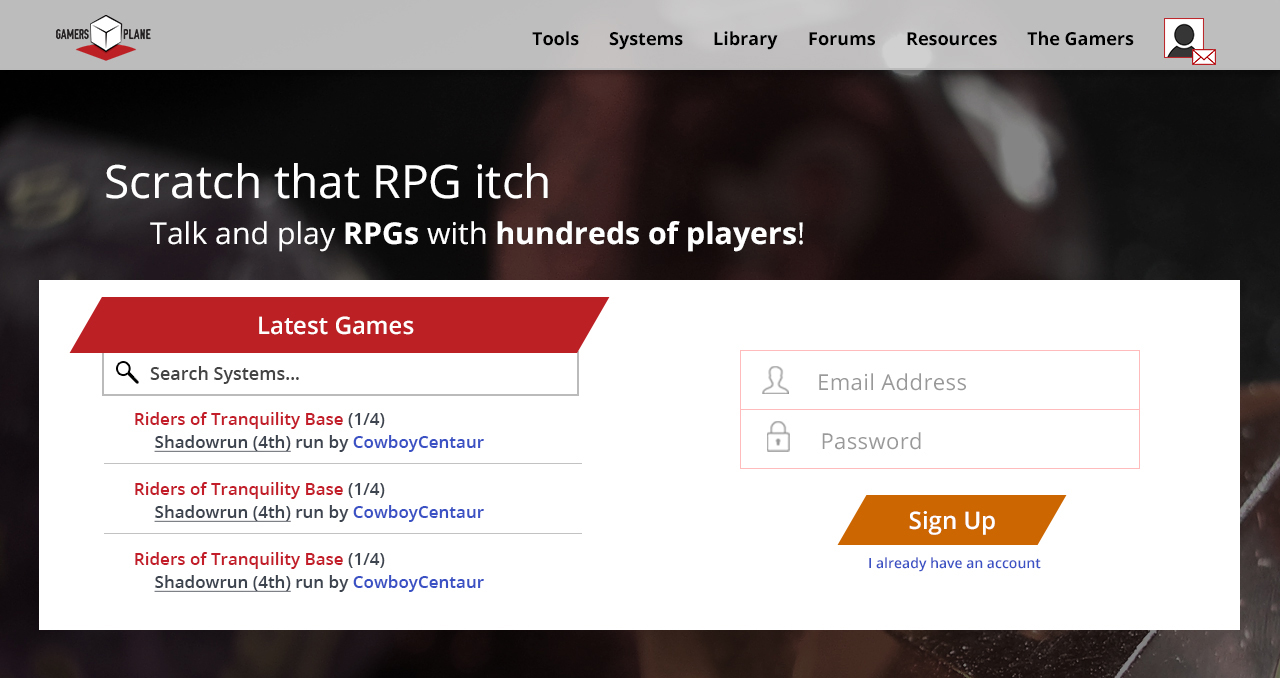 GAMERS PLANE
Tools Systems Library Forums Resources The Gamers
Scratch that RPG itch
Talk and play RPGs with hundreds of players!
Latest Games
Search Systems...
Riders of Tranquility Base (1/4)
Shadowrun (4th) run by CowboyCentaur
Riders of Tranquility Base (1/4)
Shadowrun (4th) run by CowboyCentaur
Riders of Tranquility Base (1/4)
Shadowrun (4th) run by CowboyCentaur
Email Address
Password
Sign Up
I already have an account